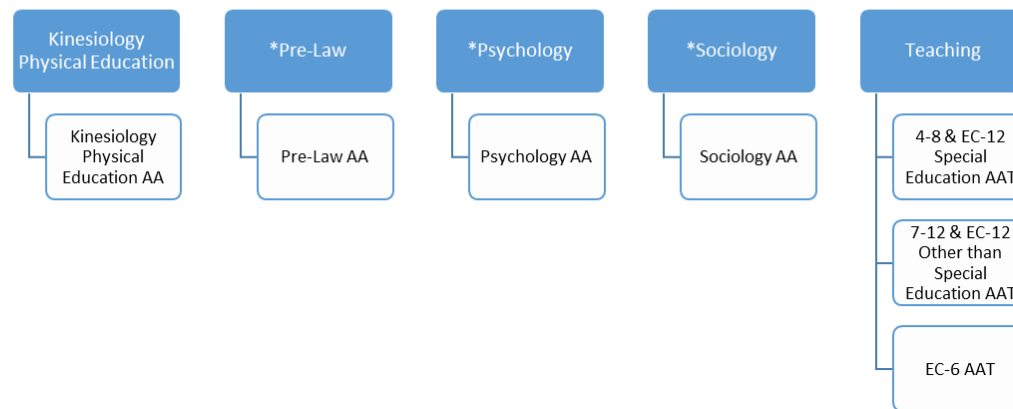 Kinesiology
Physical Education
*Pre-Law
*Psychology
*Sociology
Teaching
Kinesiology
Physical
Education AA
Pre-Law AA
Psychology AA
Sociology AA
4-8 & EC-12
Special
Education AAT
7-12 & EC-12
Other than
Special
Education AAT
EC-6 AAT